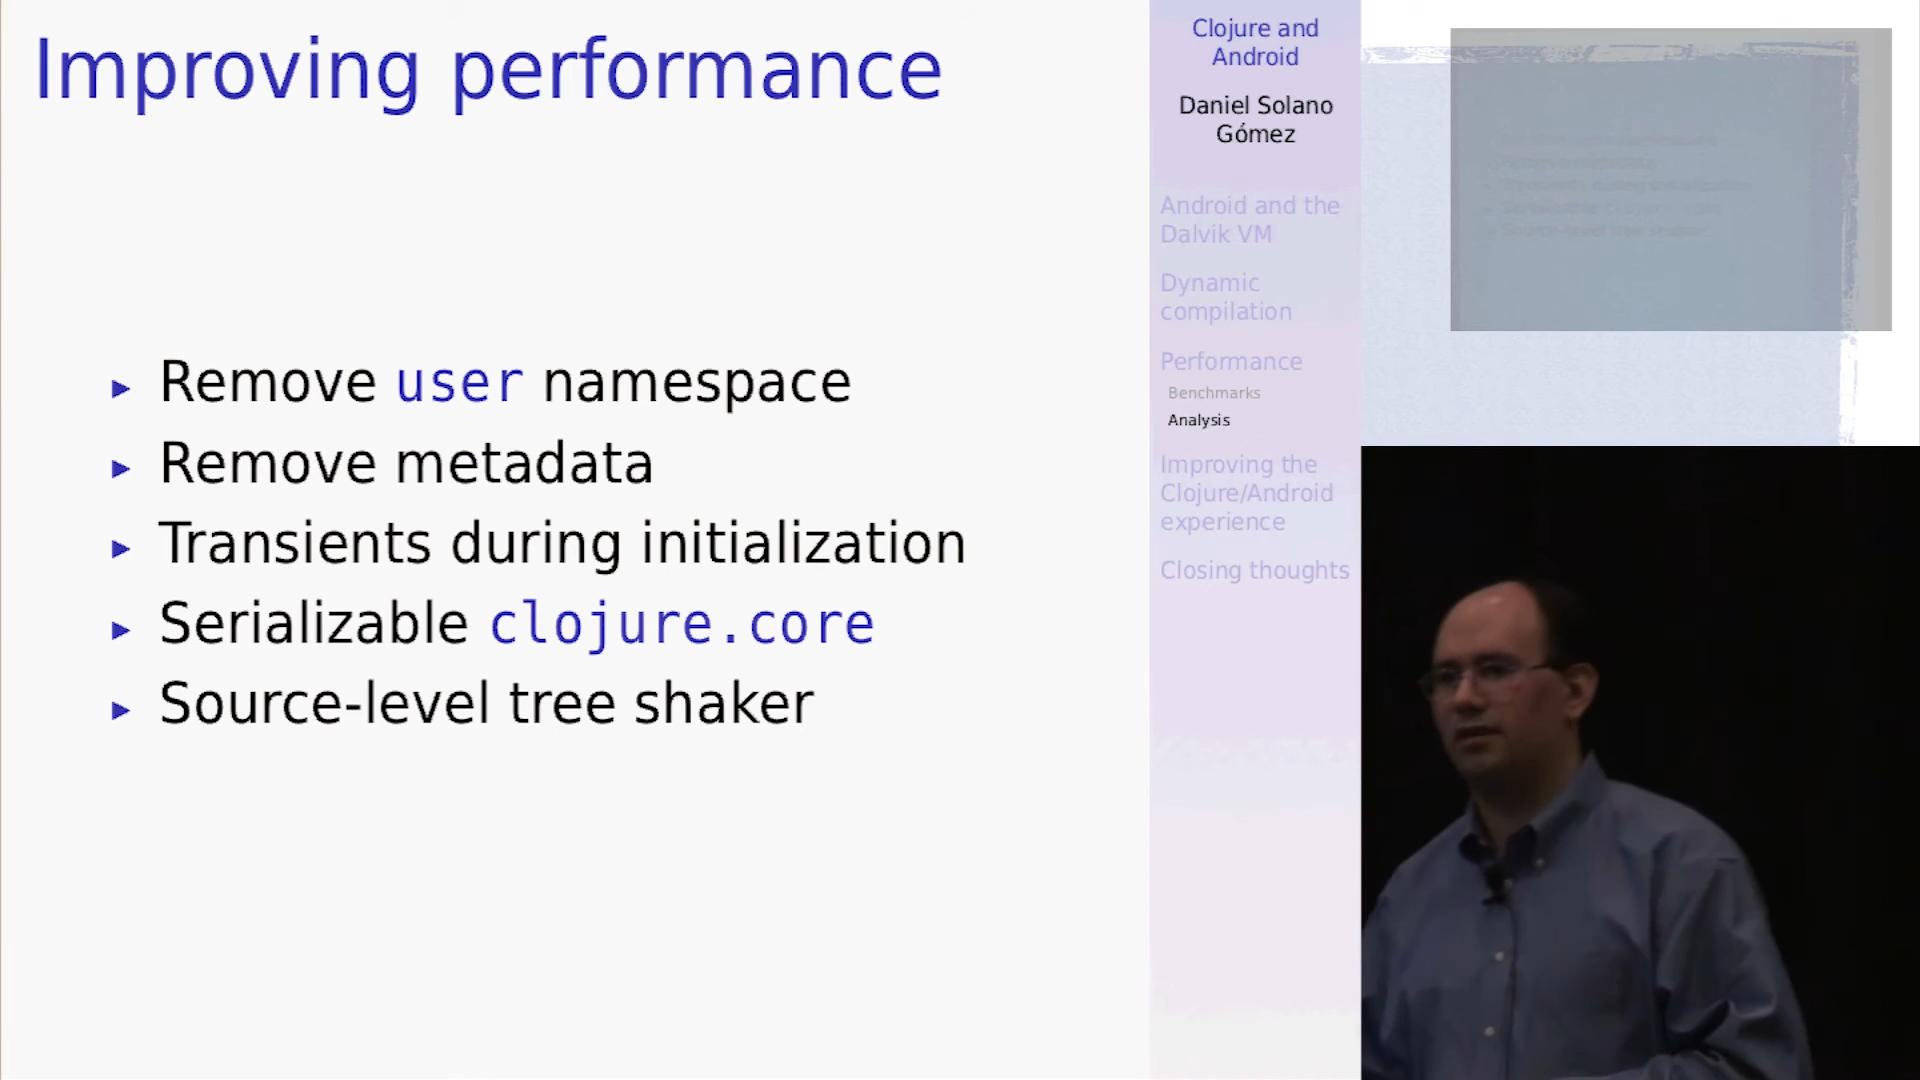 Improving performance
Remove user namespace
Remove metadata
Transients during initialization
Serializable clojure.core
Source-level tree shaker
Clojure and
Android
Daniel Solano
Gómez
Android and the
Dalvik VM
Dynamic
compilation
Performance
Benchmarks
Analysis
Improving the
Clojure/Android
experience
Closing thoughts